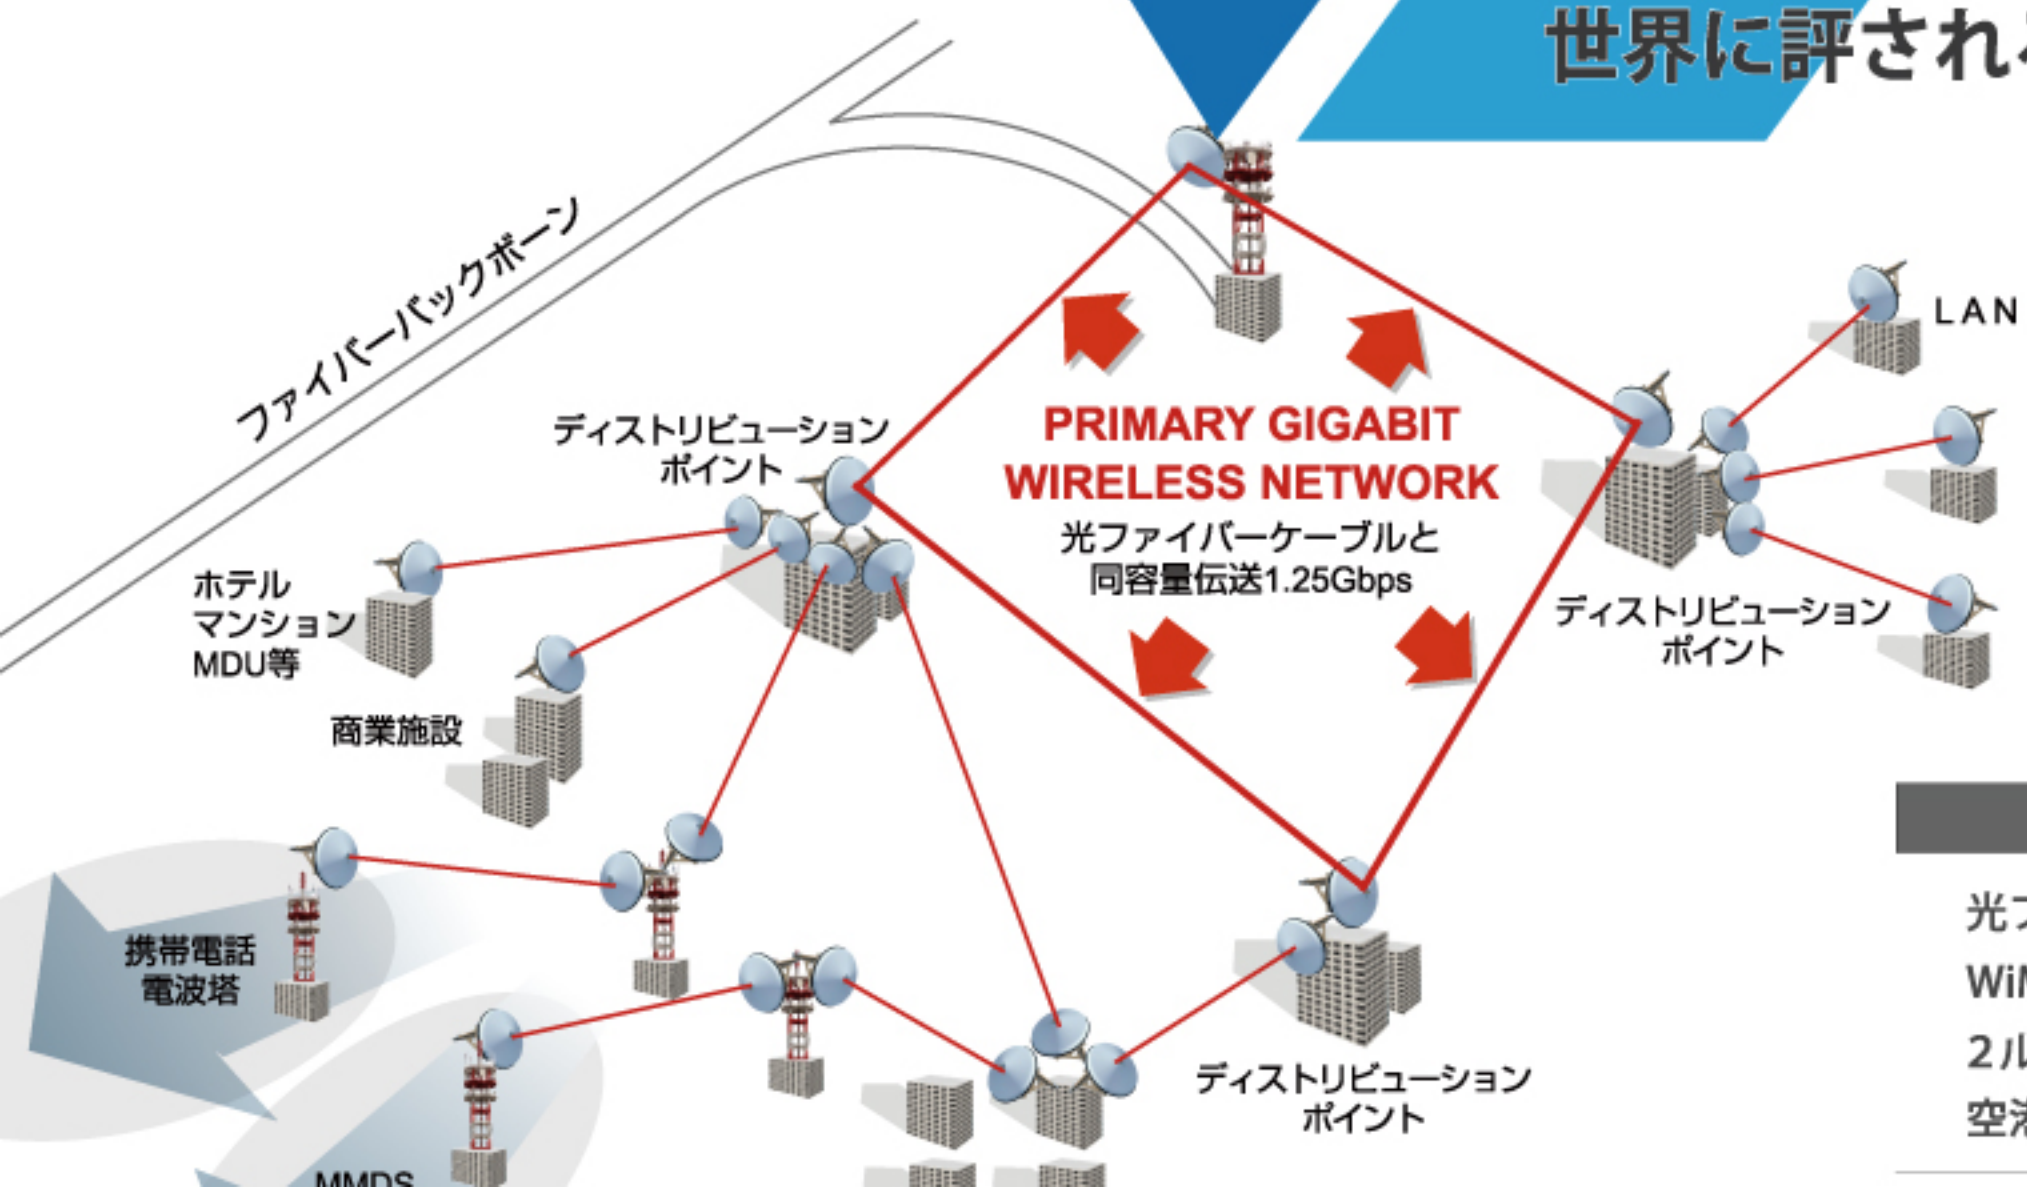 世界に評され
ファイバーバックボーン
LAN
ディストリビューション
ポイント
PRIMARY GIGABIT
WIRELESS NETWORK
光ファイバーケーブルと
同容量伝送1.25Gbps
ホテル
マンション
MDU等
ディストリビューション
ポイント
商業施設
携帯電話
電波塔
ディストリビューション
ポイント
MMDS
光フ
WiM
2ル
空港